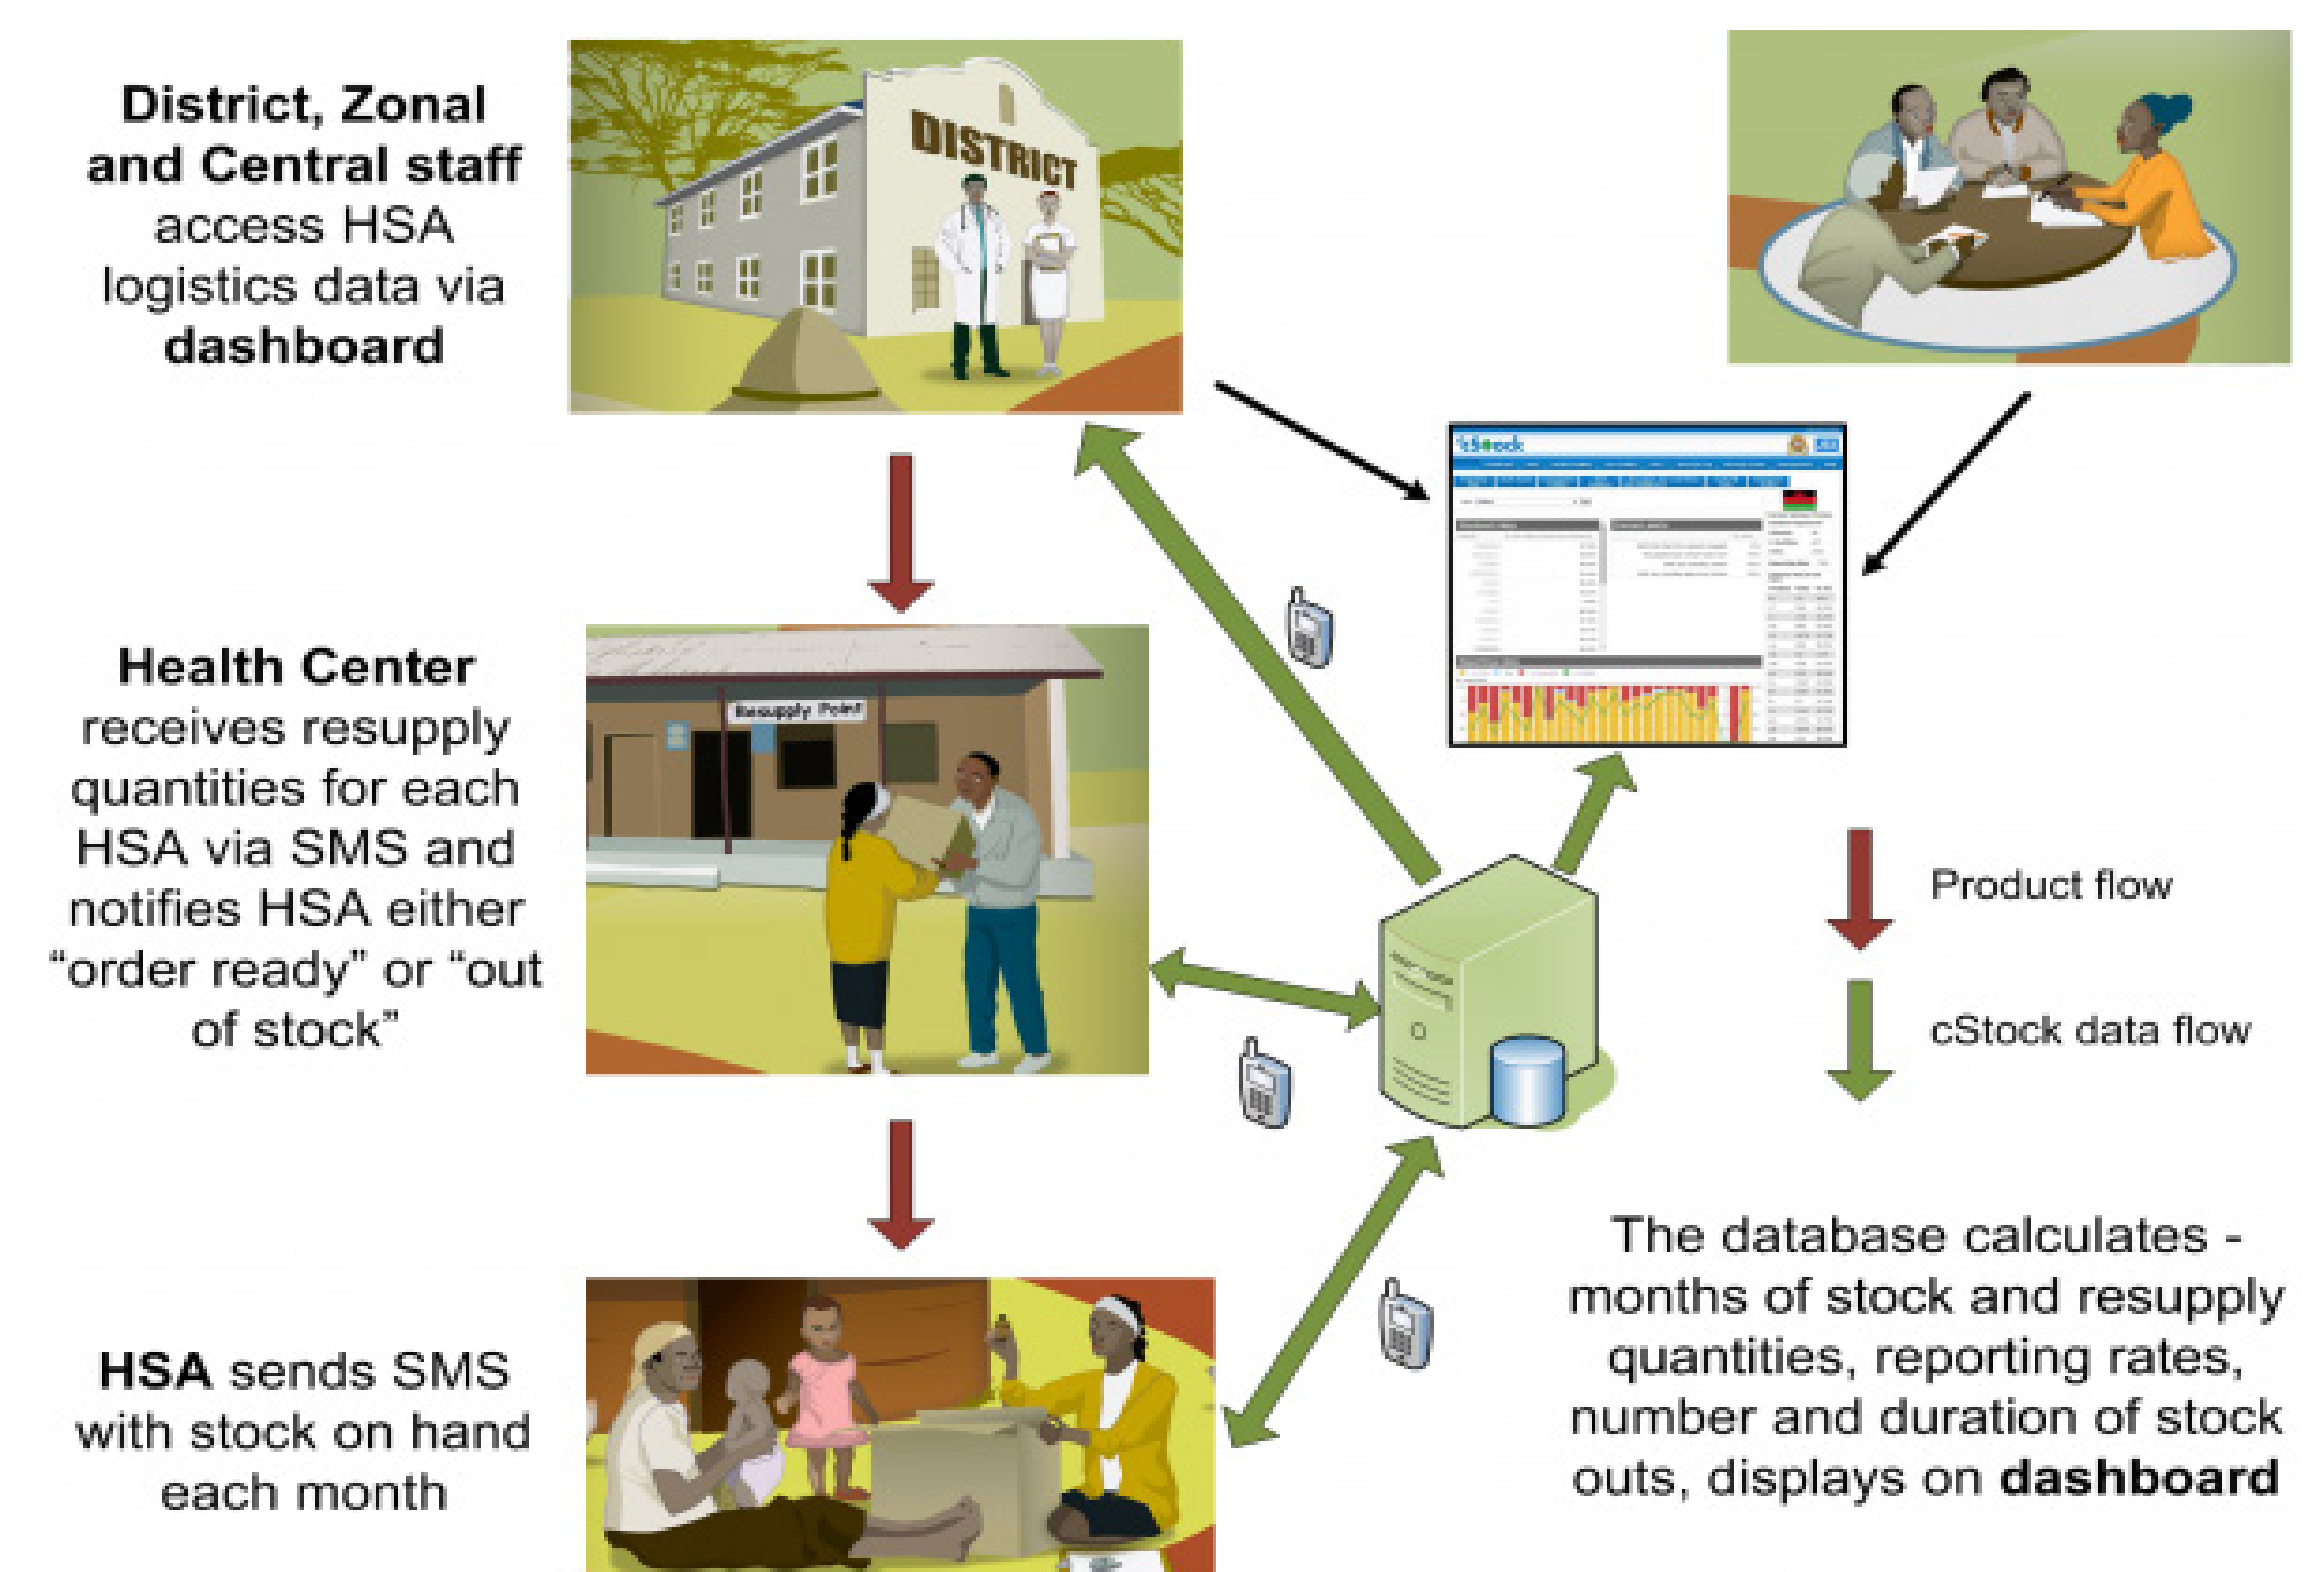 District, Zonal
and Central staff
access HSA
logistics data via
dashboard
DISTRICT
cStock
Health Center
receives resupply
quantities for each
HSA via SMS and
notifies HSA either
“order ready” or “out
of stock”
Resupply Point
Product flow
cStock data flow
HSA sends SMS
with stock on hand
each month
The database calculates -
months of stock and resupply
quantities, reporting rates,
number and duration of stock
outs, displays on dashboard